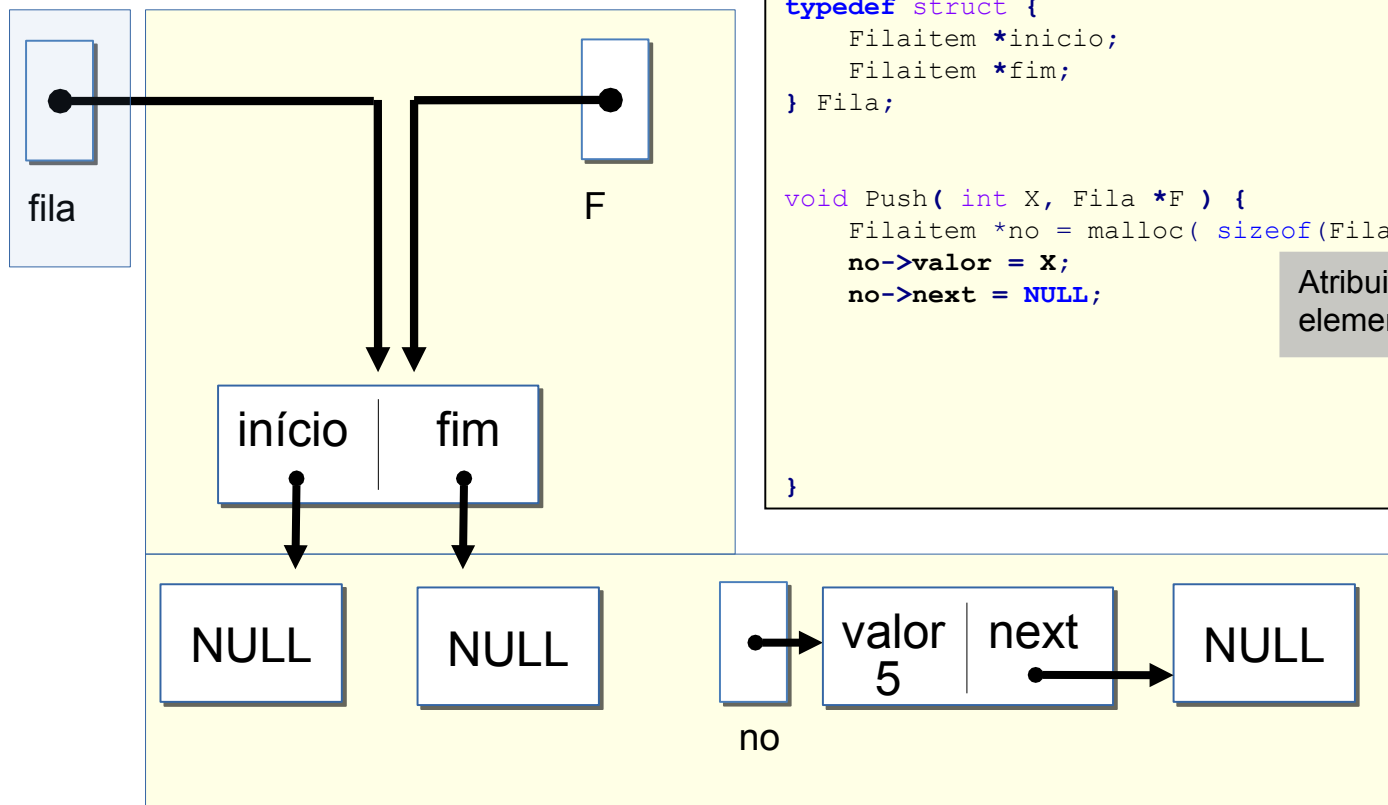 typedef struct {
Filaitem *inicio;
Filaitem *fim;
} Fila;
void Push( int X, Fila *F ) {
Filaitem *no = malloc( sizeof(Fila
no->valor = X;
no->next = NULL;
Atribui
elemen
}
fila
F
início fim
NULL
NULL
valor next
5
NULL
no